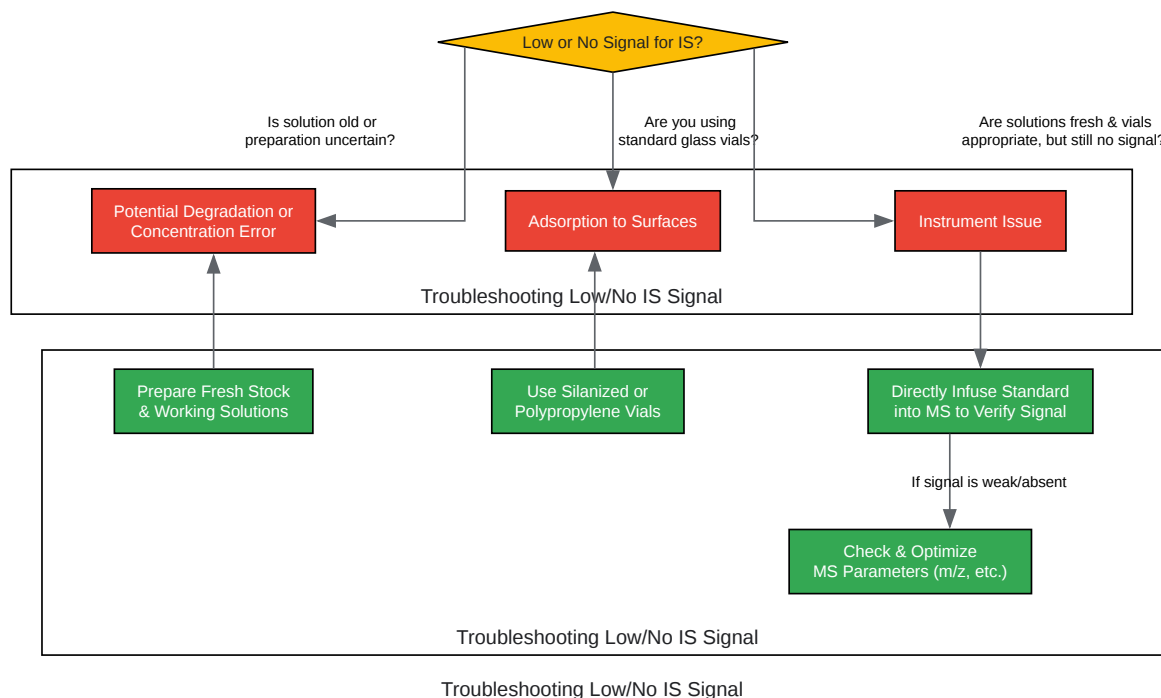 Low or No Signal for IS?
Is solution old or
preparation uncertain?
Are you using
standard glass vials?
Are solutions fresh & vials
appropriate, but still no signal?
Potential Degradation or
Concentration Error
Adsorption to Surfaces
Instrument Issue
Troubleshooting Low/No IS Signal
Prepare Fresh Stock
& Working Solutions
Use Silanized or
Polypropylene Vials
Directly Infuse Standard
into MS to Verify Signal
If signal is weak/absent
Check & Optimize
MS Parameters (m/z, etc.)
Troubleshooting Low/No IS Signal
Troubleshooting Low/No IS Signal